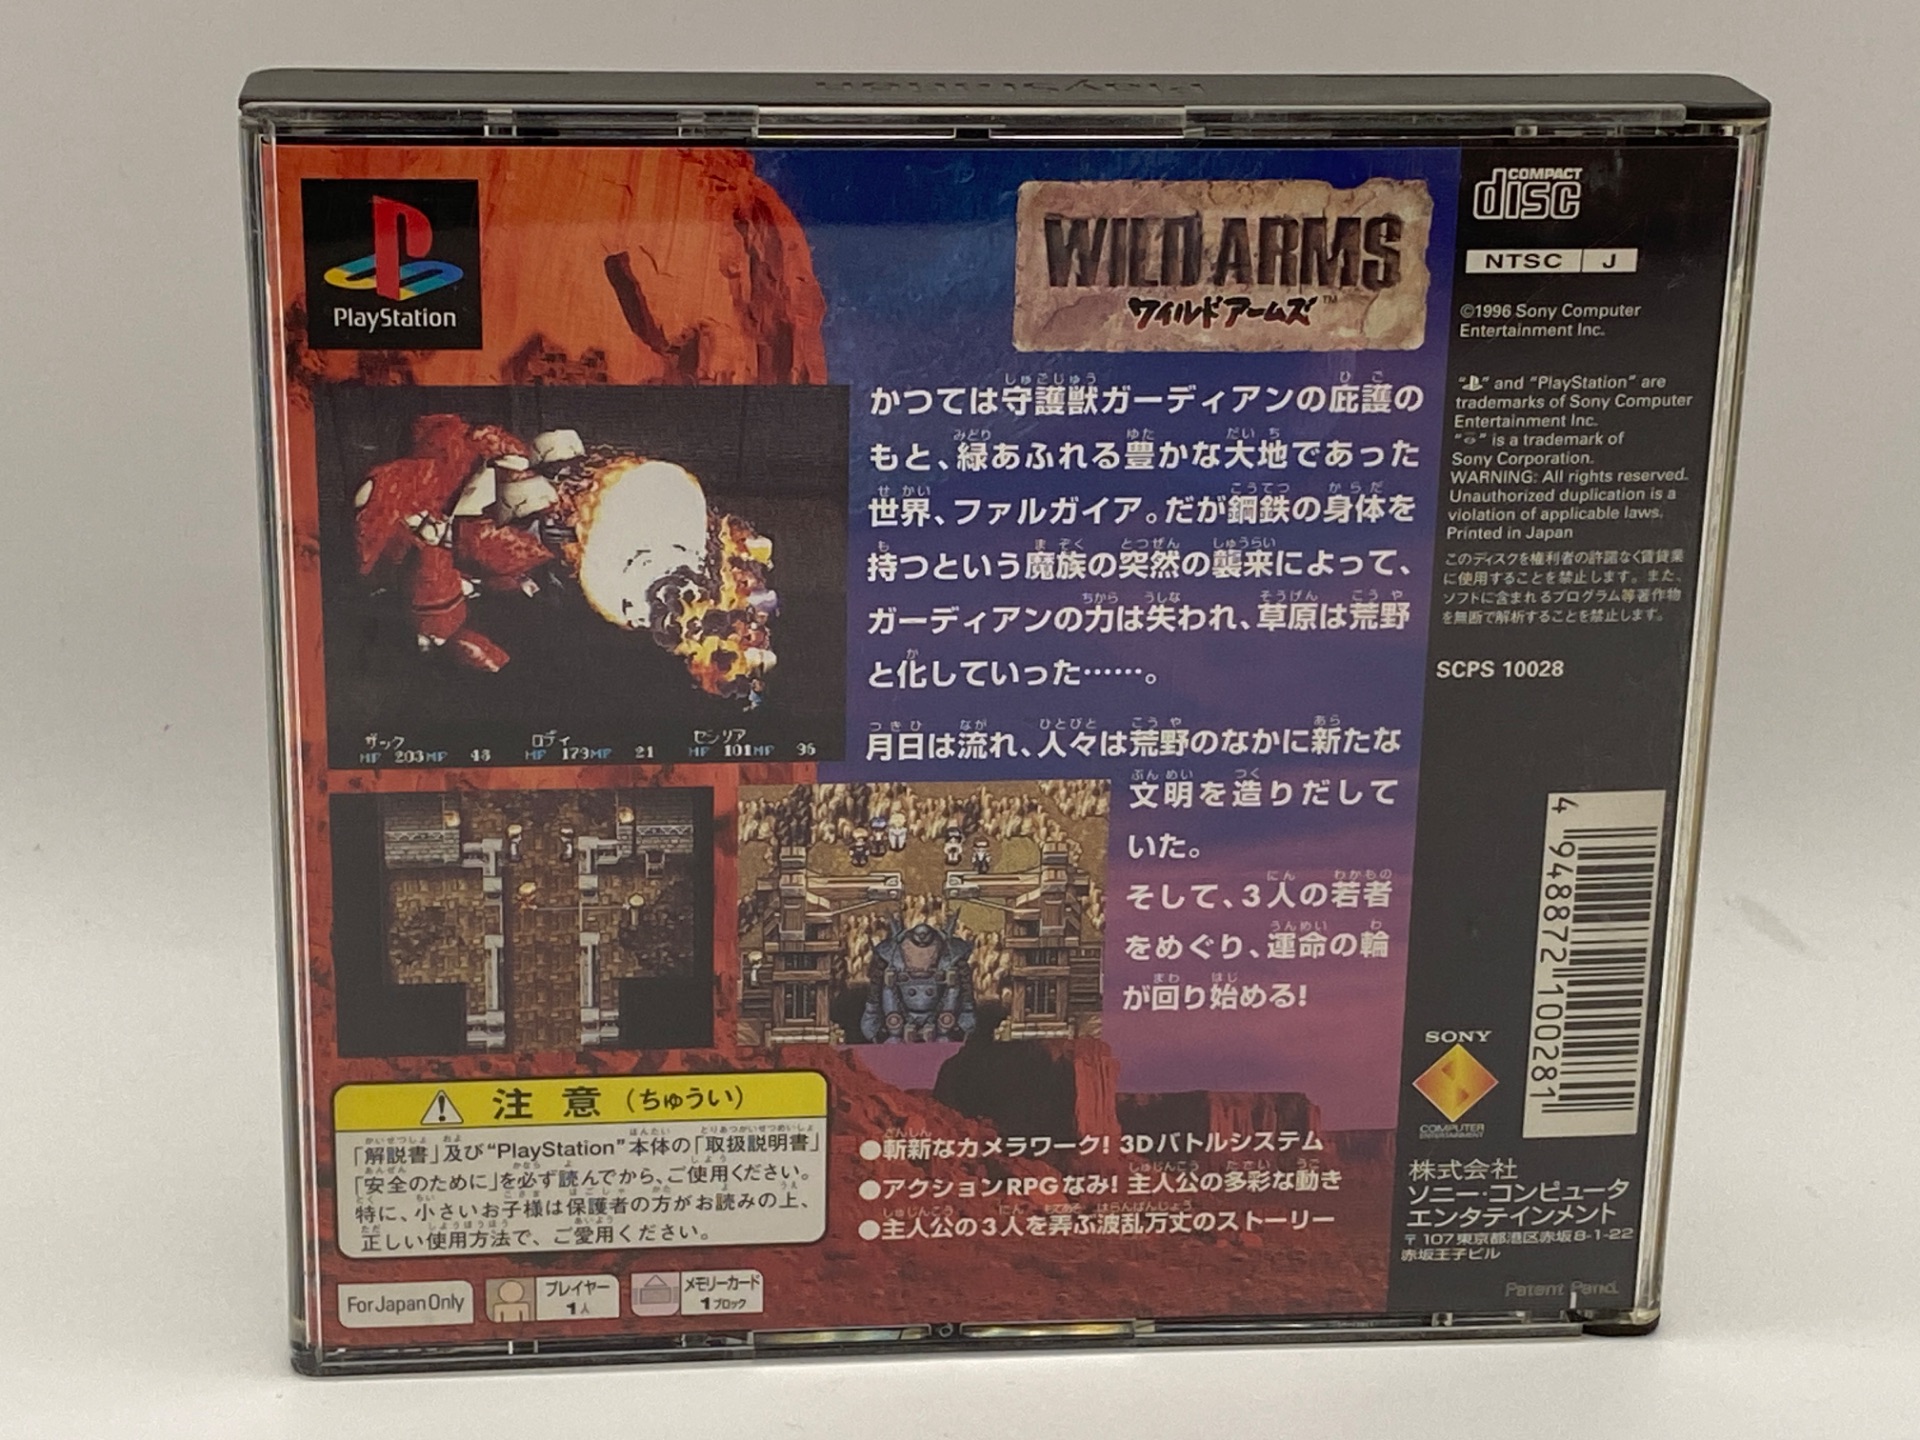 PlayStation
PlayStation
WILD ARMS
ワイルドアームズ™
かつては守護獣ガーディアンの庇護の
もと、緑あふれる豊かな大地であった
世界、ファルガイア。だが鋼鉄の身体を
持つという魔族の突然の襲来によって、
ガーディアンの力は失われ、草原は荒野
と化していった……。
月日は流れ、人々は荒野のなかに新たな
文明を造りだして
いた。
そして、3人の若者
をめぐり、運命の輪
が回り始める!
ザック
HP 203 MP 48
ロディ
HP 179 MP 21
セシリア
HP 101 MP 96
注意(ちゅうい)
「解説書」及び“PlayStation”本体の「取扱説明書」
「安全のために」を必ず読んでから、ご使用ください。
特に、小さいお子様は保護者の方がお読みの上、
正しい使用方法で、ご愛用ください。
●斬新なカメラワーク! 3Dバトルシステム
●アクションRPGなみ! 主人公の多彩な動き
●主人公の3人を弄ぶ波乱万丈のストーリー
For Japan Only
プレイヤー
1人
メモリーカード
1ブロック
COMPACT
disc
NTSC J
©1996 Sony Computer
Entertainment Inc.
“ ” and “PlayStation” are
trademarks of Sony Computer
Entertainment Inc.
“ ” is a trademark of
Sony Corporation.
WARNING: All rights reserved.
Unauthorized duplication is a
violation of applicable laws.
Printed in Japan
このディスクを権利者の許諾なく賃貸業
に使用することを禁止します。また、
ソフトに含まれるプログラム等著作物
を無断で解析することを禁止します。
SCPS 10028
4 948872 100281
SONY
COMPUTER
ENTERTAINMENT
株式会社
ソニー・コンピュータ
エンタテインメント
〒107 東京都港区赤坂8-1-22
赤坂王子ビル
Patent Pend.